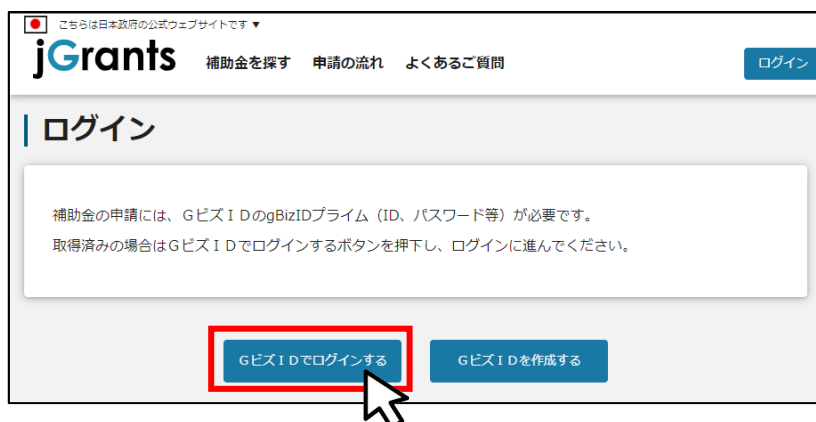 こちらは日本政府の公式ウェブサイトです ▼
jGrants 補助金を探す 申請の流れ よくあるご質問 ログイン
ログイン
補助金の申請には、GビズIDのgBizIDプライム(ID、パスワード等)が必要です。
取得済みの場合はGビズIDでログインするボタンを押下し、ログインに進んでください。
GビズIDでログインする GビズIDを作成する